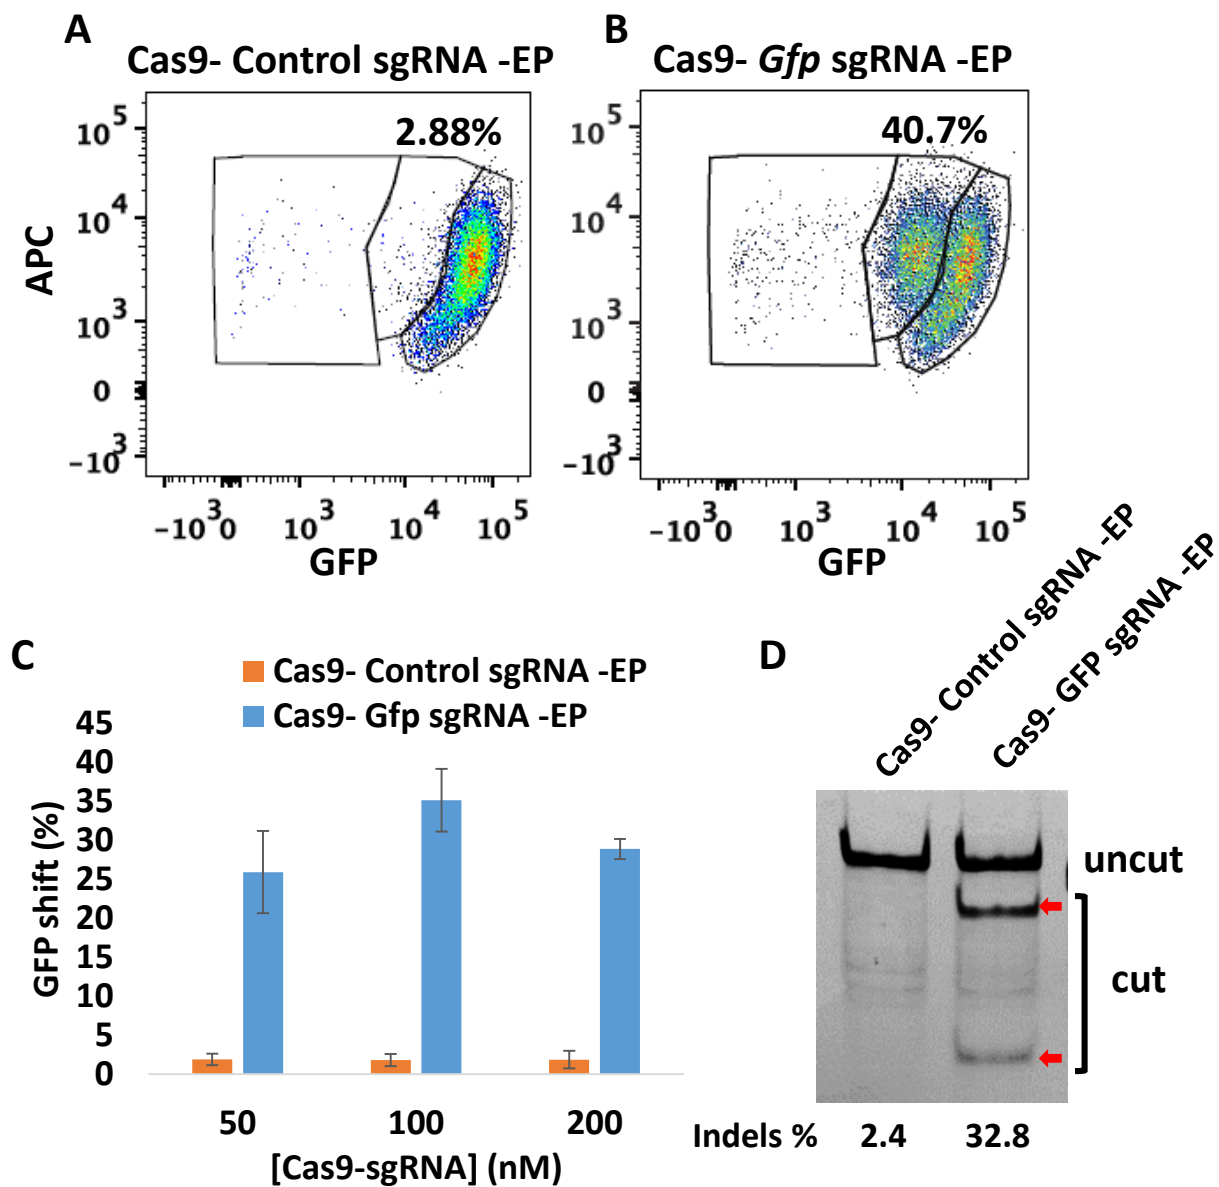 A
Cas9- Control sgRNA -EP
2.88%
10^5
10^4
10^3
0
-10^3
APC
-10^3 0 10^3 10^4 10^5
GFP
B
Cas9- Gfp sgRNA -EP
40.7%
10^5
10^4
10^3
0
-10^3
-10^3 0 10^3 10^4 10^5
GFP
C
Cas9- Control sgRNA -EP
Cas9- Gfp sgRNA -EP
45
40
35
30
25
20
15
10
5
0
GFP shift (%)
50 100 200
[Cas9-sgRNA] (nM)
D
Cas9- Control sgRNA -EP
Cas9- GFP sgRNA -EP
uncut
cut
Indels % 2.4 32.8